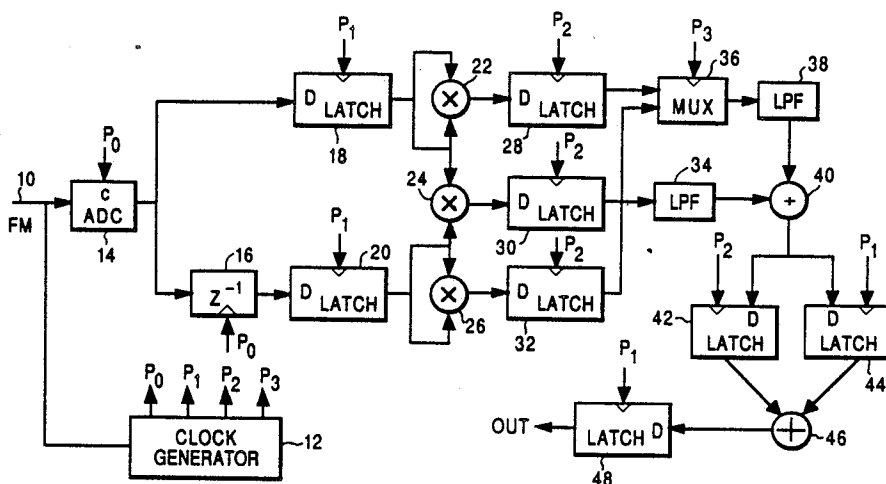 P1
P2
P3
22
36
38
D LATCH
D LATCH
MUX
LPF
18
28
P0
P2
34
10
c
ADC
24
D LATCH
LPF
÷
40
FM
14
P1
30
16
20
P2
P2
P1
Z-1
D LATCH
26
D LATCH
32
42
D
LATCH
D
LATCH
44
P0
P0
P1
P2
P3
P1
CLOCK
GENERATOR
12
OUT
LATCH D
48
+
46